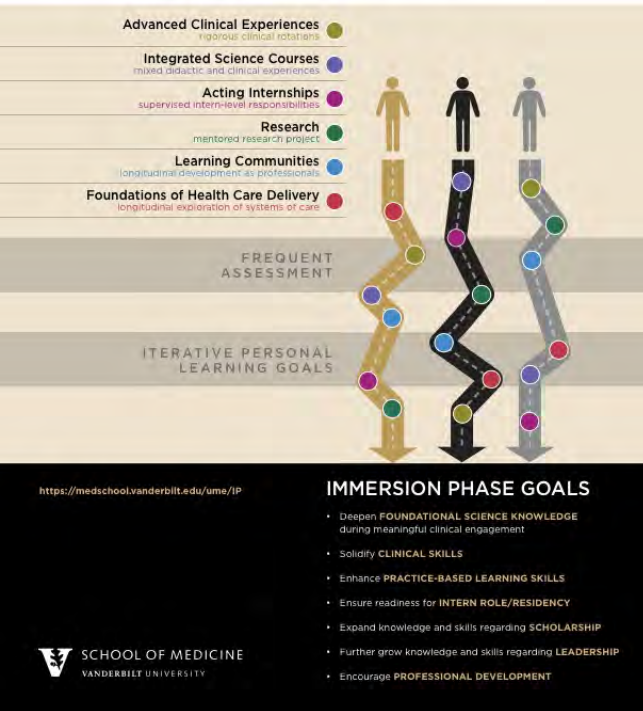 Advanced Clinical Experiences
rigorous clinical rotations
Integrated Science Courses
mixed didactic and clinical experiences
Acting Internships
supervised intern-level responsibilities
Research
mentored research project
Learning Communities
longitudinal development as professionals
Foundations of Health Care Delivery
longitudinal exploration of systems of care
FREQUENT
ASSESSMENT
ITERATIVE PERSONAL
LEARNING GOALS
https://medschool.vanderbilt.edu/ume/IP
IMMERSION PHASE GOALS
• Deepen FOUNDATIONAL SCIENCE KNOWLEDGE
during meaningful clinical engagement
• Solidify CLINICAL SKILLS
• Enhance PRACTICE-BASED LEARNING SKILLS
• Ensure readiness for INTERN ROLE/RESIDENCY
• Expand knowledge and skills regarding SCHOLARSHIP
• Further grow knowledge and skills regarding LEADERSHIP
• Encourage PROFESSIONAL DEVELOPMENT
V SCHOOL OF MEDICINE
VANDERBILT UNIVERSITY